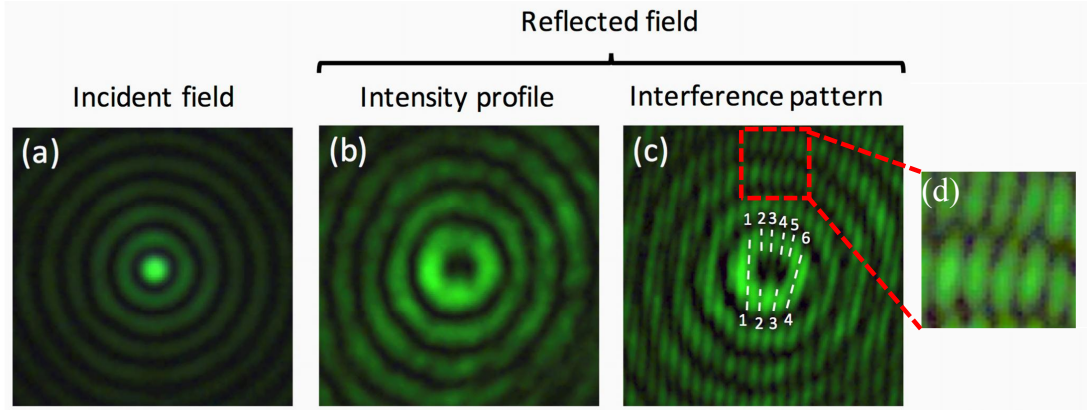 Reflected field
Incident field
Intensity profile
Interference pattern
(a)
(b)
(c)
(d)
1 2 3 4 5 6
1 2 3 4